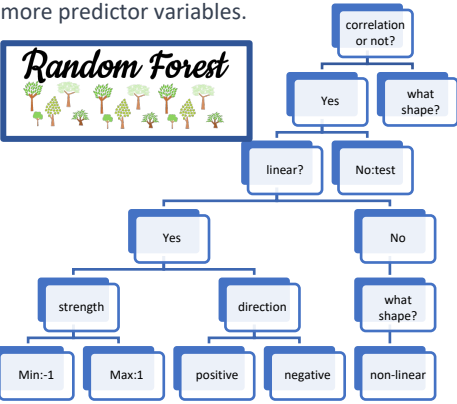 more predictor variables.
Random Forest
correlation
or not?
Yes
what
shape?
linear?
No:test
Yes
No
strength
direction
what
shape?
Min:-1
Max:1
positive
negative
non-linear